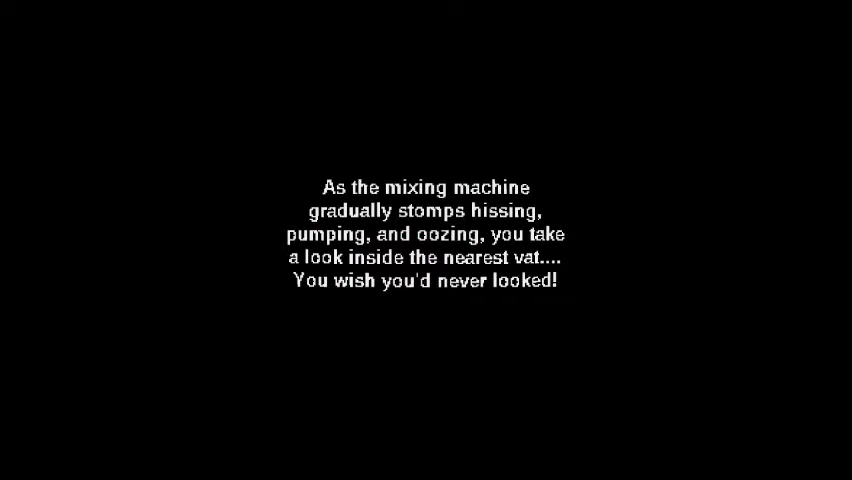 As the mixing machine
gradually stomps hissing,
pumping, and oozing, you take
a look inside the nearest vat....
You wish you'd never looked!